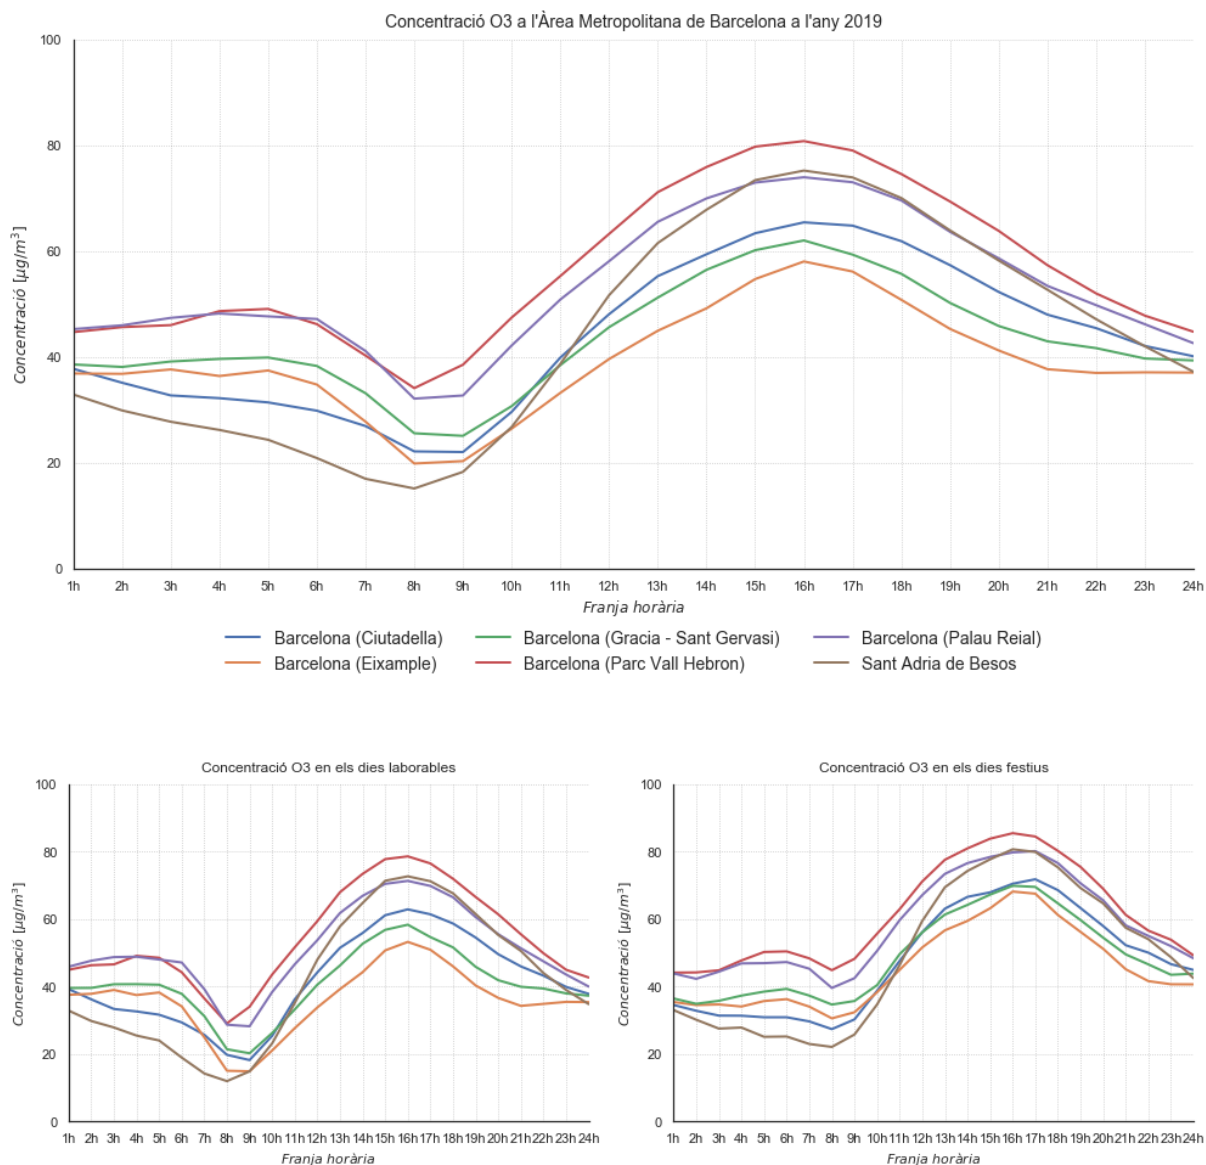 Concentració O3 a l'Àrea Metropolitana de Barcelona a l'any 2019
100
80
60
40
20
0
Concentració [µg/m³]
1h 2h 3h 4h 5h 6h 7h 8h 9h 10h 11h 12h 13h 14h 15h 16h 17h 18h 19h 20h 21h 22h 23h 24h
Franja horària
Barcelona (Ciutadella) Barcelona (Gracia - Sant Gervasi) Barcelona (Palau Reial)
Barcelona (Eixample) Barcelona (Parc Vall Hebron) Sant Adria de Besos
Concentració O3 en els dies laborables
100
80
60
40
20
0
Concentració [µg/m³]
1h 2h 3h 4h 5h 6h 7h 8h 9h 10h 11h 12h 13h 14h 15h 16h 17h 18h 19h 20h 21h 22h 23h 24h
Franja horària
Concentració O3 en els dies festius
100
80
60
40
20
0
Concentració [µg/m³]
1h 2h 3h 4h 5h 6h 7h 8h 9h 10h 11h 12h 13h 14h 15h 16h 17h 18h 19h 20h 21h 22h 23h 24h
Franja horària